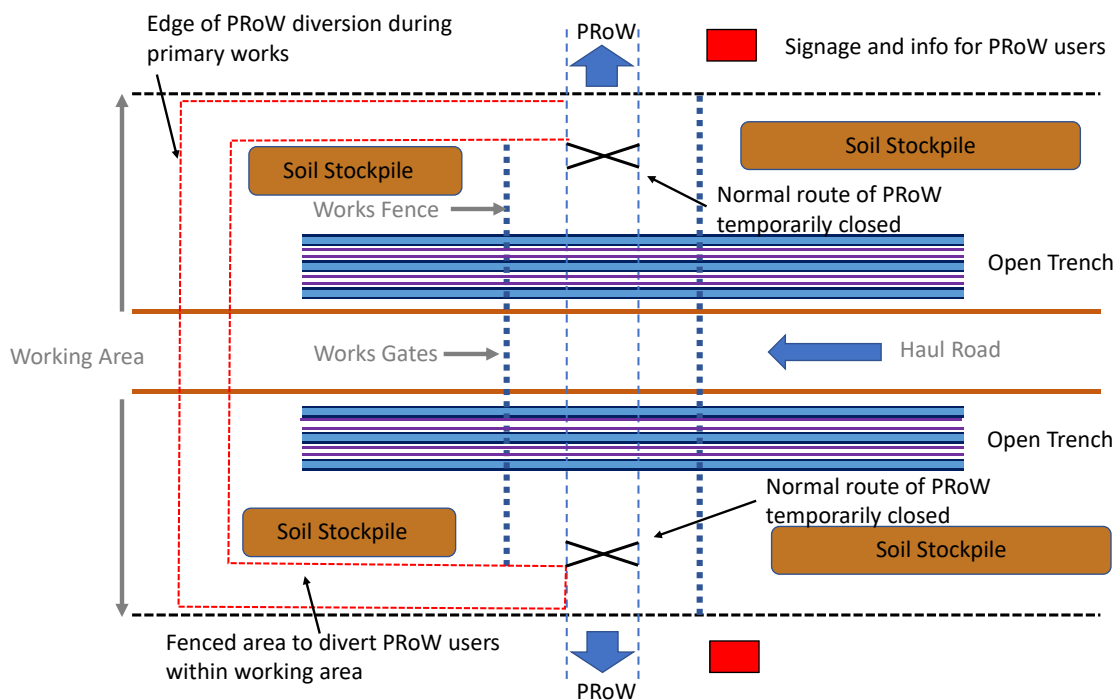 Edge of PRoW diversion during
primary works
PRoW
Signage and info for PRoW users
Soil Stockpile
Soil Stockpile
Normal route of PRoW
temporarily closed
Works Fence
Open Trench
Working Area
Works Gates
Haul Road
Open Trench
Normal route of PRoW
temporarily closed
Soil Stockpile
Soil Stockpile
Fenced area to divert PRoW users
within working area
PRoW